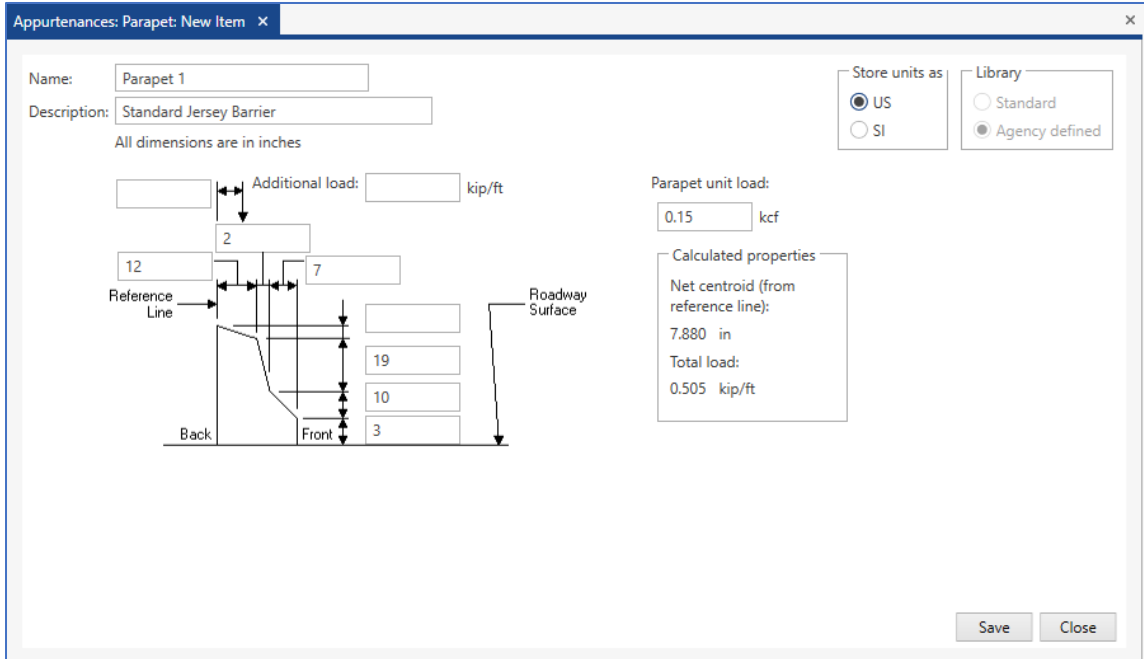 Appurtenances: Parapet: New Item × ×
Name: Parapet 1
Description: Standard Jersey Barrier
All dimensions are in inches
Store units as
US
SI
Library
Standard
Agency defined
Additional load: kip/ft
2
12
7
Reference
Line
Roadway
Surface
19
10
3
Back
Front
Parapet unit load:
0.15 kcf
Calculated properties
Net centroid (from
reference line):
7.880 in
Total load:
0.505 kip/ft
Save Close